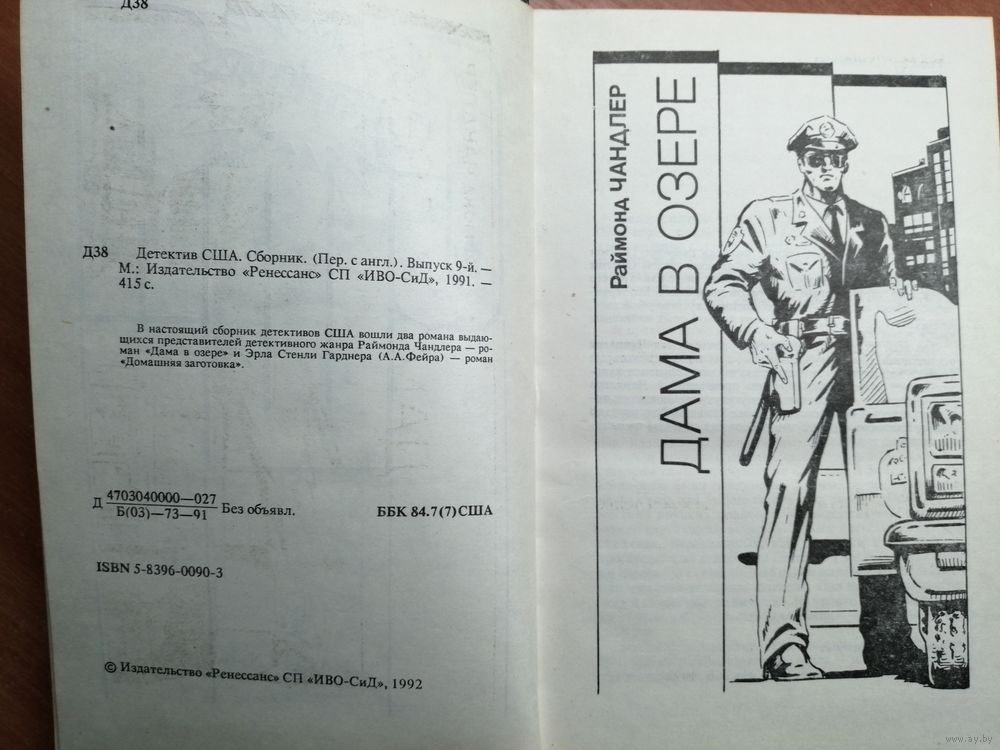 Д38
Д38 Детектив США. Сборник. (Пер. с англ.). Выпуск 9-й. —
М.: Издательство «Ренессанс» СП «ИВО-СиД», 1991. —
415 с.
В настоящий сборник детективов США вошли два романа выдаю-
щихся представителей детективного жанра Раймонда Чандлера — ро-
ман «Дама в озере» и Эрла Стенли Гарднера (А.А.Фейра) — роман
«Домашняя заготовка».
Д 4703040000—027
Б(03)—73—91 Без объявл.
ББК 84.7(7)США
ISBN 5-8396-0090-3
© Издательство «Ренессанс» СП «ИВО-СиД», 1992
Раймонд ЧАНДЛЕР
ДАМА В ОЗЕРЕ
www.ay.by